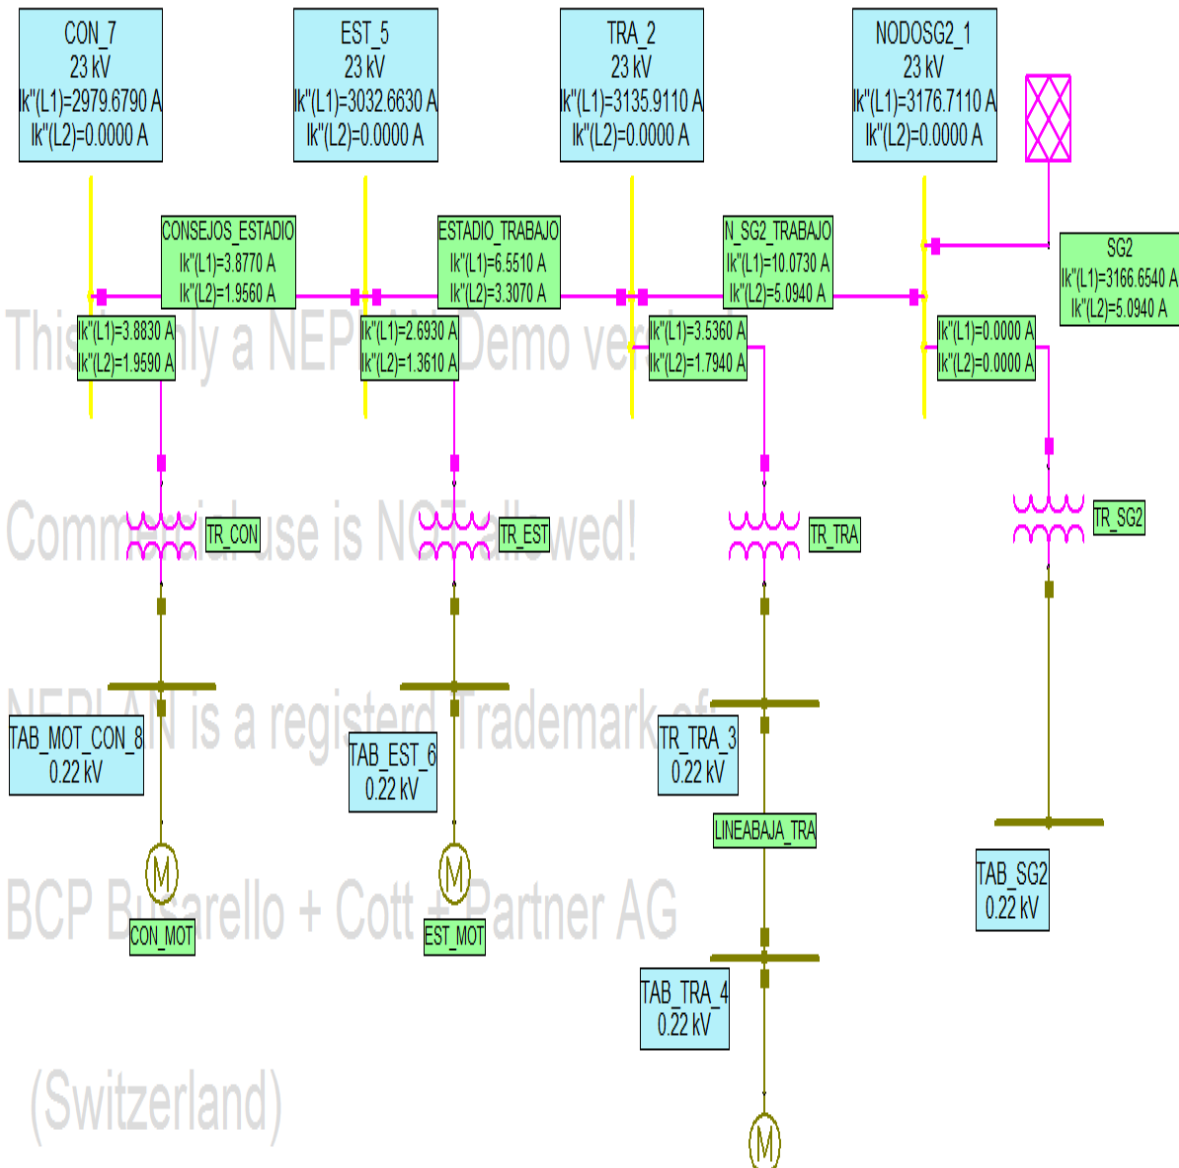 CON_7
23 kV
Ik"(L1)=2979.6790 A
Ik"(L2)=0.0000 A
EST_5
23 kV
Ik"(L1)=3032.6630 A
Ik"(L2)=0.0000 A
TRA_2
23 kV
Ik"(L1)=3135.9110 A
Ik"(L2)=0.0000 A
NODOSG2_1
23 kV
Ik"(L1)=3176.7110 A
Ik"(L2)=0.0000 A
CONSEJOS_ESTADIO
Ik"(L1)=3.8770 A
Ik"(L2)=1.9560 A
ESTADIO_TRABAJO
Ik"(L1)=6.5510 A
Ik"(L2)=3.3070 A
N_SG2_TRABAJO
Ik"(L1)=10.0730 A
Ik"(L2)=5.0940 A
SG2
Ik"(L1)=3166.6540 A
Ik"(L2)=5.0940 A
Ik"(L1)=3.8830 A
Ik"(L2)=1.9590 A
Ik"(L1)=2.6930 A
Ik"(L2)=1.3610 A
Ik"(L1)=3.5360 A
Ik"(L2)=1.7940 A
Ik"(L1)=0.0000 A
Ik"(L2)=0.0000 A
This only a NEPLAN Demo ve
Commercial use is NOT allowed!
TR_CON
TR_EST
TR_TRA
TR_SG2
NEPLAN is a registerd Trademark of:
TAB_MOT_CON_8
0.22 kV
TAB_EST_6
0.22 kV
TR_TRA_3
0.22 kV
LINEABAJA_TRA
TAB_SG2
0.22 kV
M
M
BCP Busarello + Cott + Partner AG
CON_MOT
EST_MOT
TAB_TRA_4
0.22 kV
(Switzerland)
M